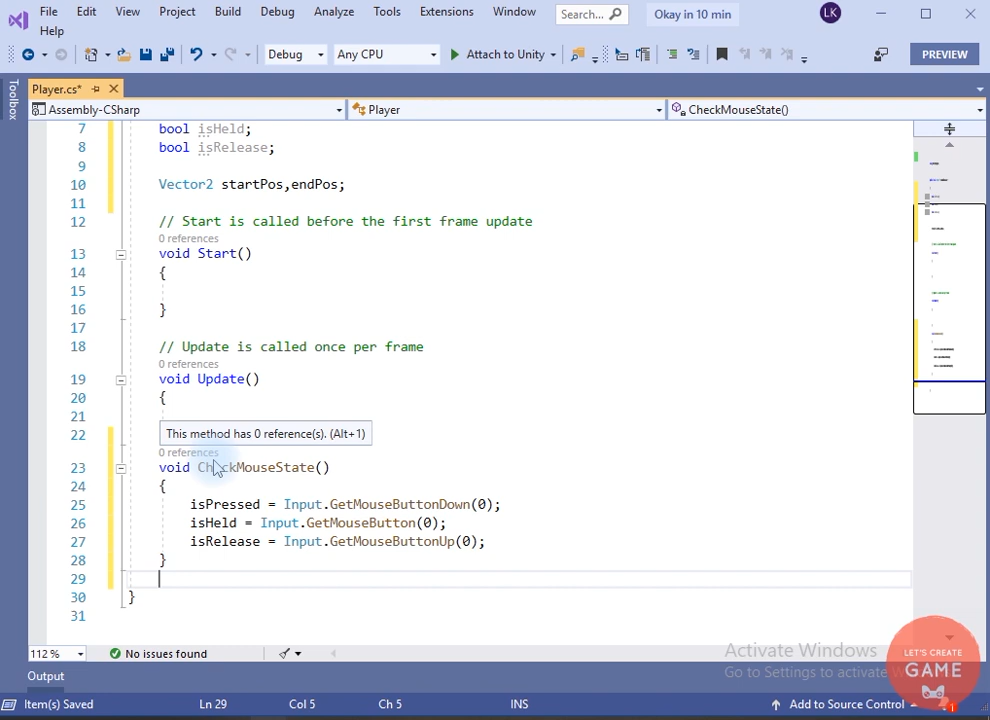 File Edit View Project Build Debug Analyze Tools Extensions Window Search... Okay in 10 min LK
Help
Debug Any CPU Attach to Unity PREVIEW
Toolbox
Player.cs*
Assembly-CSharp Player CheckMouseState()
7 bool isHeld;
8 bool isRelease;
9
10 Vector2 startPos,endPos;
11
12 // Start is called before the first frame update
0 references
13 void Start()
14 {
15
16 }
17
18 // Update is called once per frame
0 references
19 void Update()
20 {
21
This method has 0 reference(s). (Alt+1)
22
0 references
23 void CheckMouseState()
24 {
25 isPressed = Input.GetMouseButtonDown(0);
26 isHeld = Input.GetMouseButton(0);
27 isRelease = Input.GetMouseButtonUp(0);
28 }
29
30 }
31
Activate Windows
Go to Settings to activate
LET'S CREATE
GAME
112 % No issues found
Output
Item(s) Saved Ln 29 Col 5 Ch 5 INS Add to Source Control 1